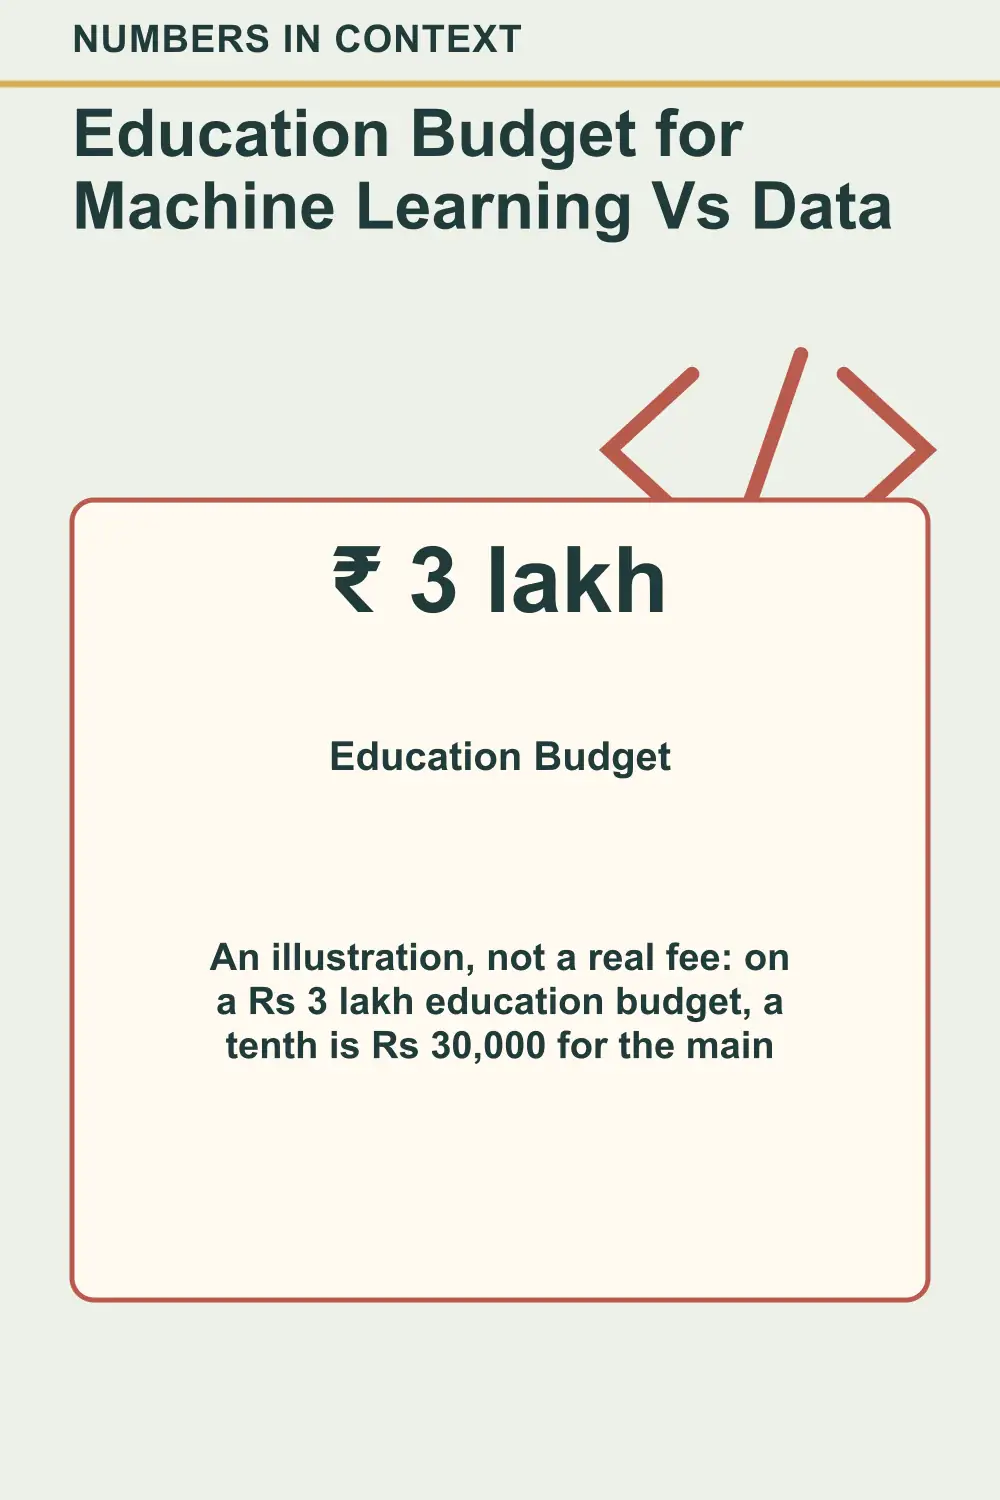 NUMBERS IN CONTEXT
Education Budget for
Machine Learning Vs Data
₹ 3 lakh
Education Budget
An illustration, not a real fee: on
a Rs 3 lakh education budget, a
tenth is Rs 30,000 for the main